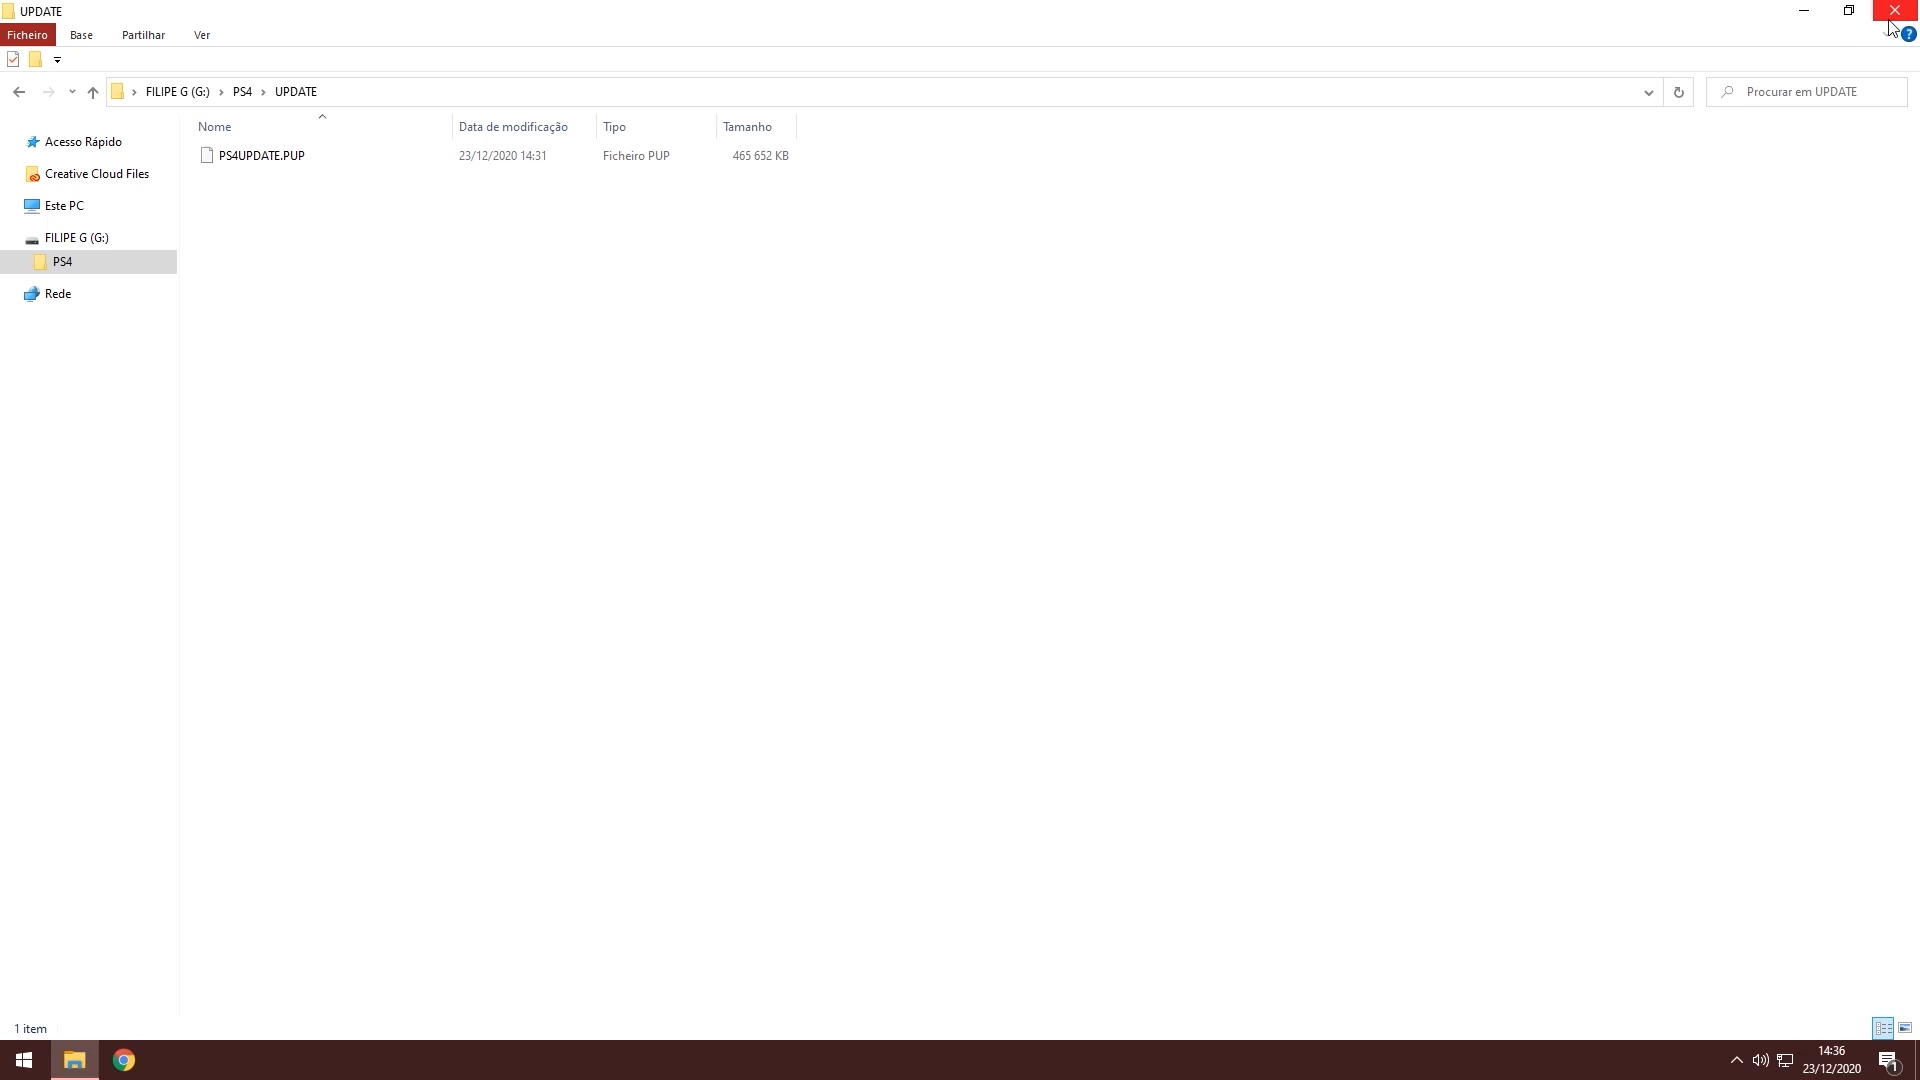 UPDATE
Ficheiro Base Partilhar Ver
FILIPE G (G:) PS4 UPDATE
Procurar em UPDATE
Nome Data de modificação Tipo Tamanho
PS4UPDATE.PUP 23/12/2020 14:31 Ficheiro PUP 465 652 KB
Acesso Rápido
Creative Cloud Files
Este PC
FILIPE G (G:)
PS4
Rede
1 item
14:36
23/12/2020
1